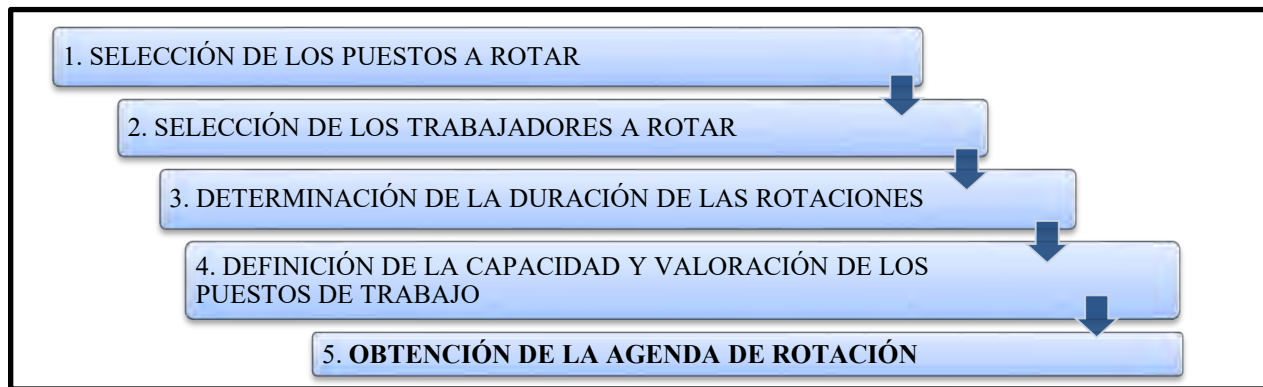 1. SELECCIÓN DE LOS PUESTOS A ROTAR
2. SELECCIÓN DE LOS TRABAJADORES A ROTAR
3. DETERMINACIÓN DE LA DURACIÓN DE LAS ROTACIONES
4. DEFINICIÓN DE LA CAPACIDAD Y VALORACIÓN DE LOS
PUESTOS DE TRABAJO
5. OBTENCIÓN DE LA AGENDA DE ROTACIÓN